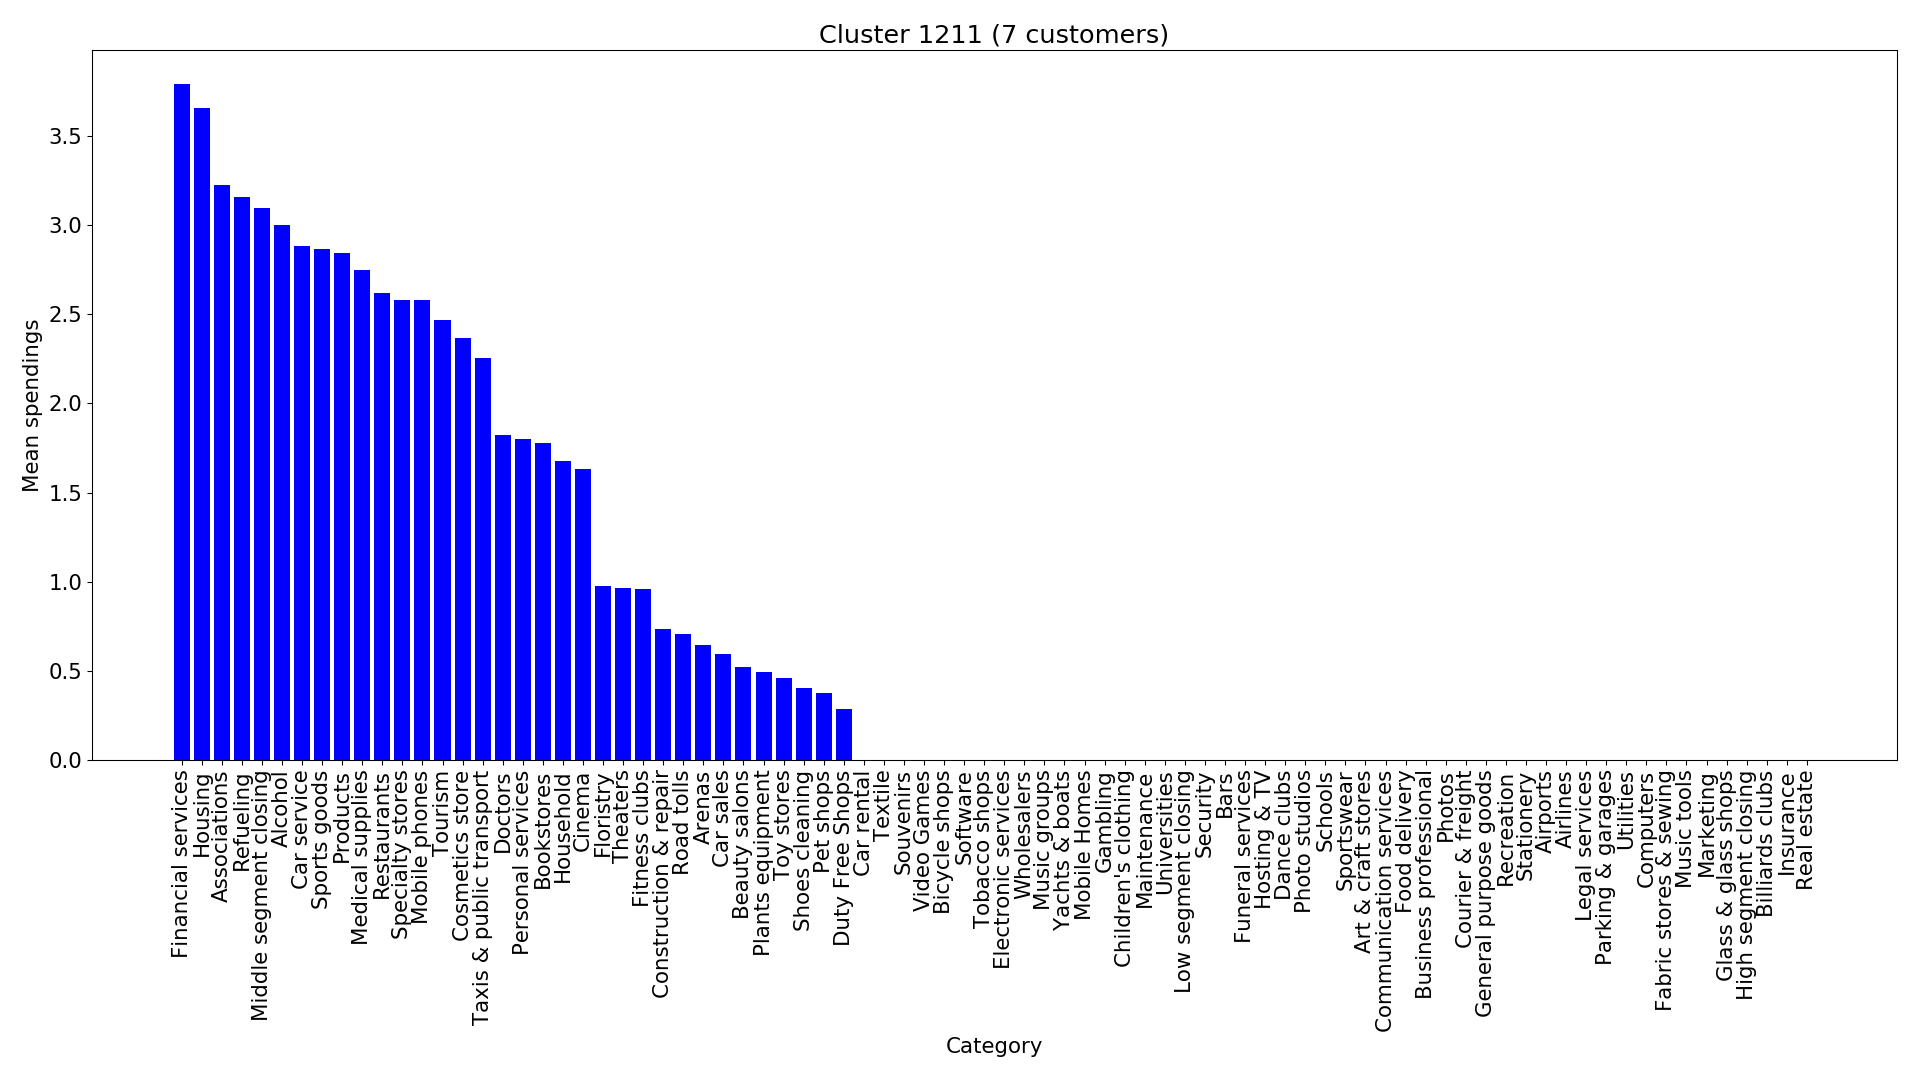 Cluster 1211 (7 customers)
Mean spendings
3.5
3.0
2.5
2.0
1.5
1.0
0.5
0.0
Financial services
Housing
Associations
Refueling
Middle segment closing
Alcohol
Car service
Sports goods
Products
Medical supplies
Restaurants
Specialty stores
Mobile phones
Tourism
Cosmetics store
Taxis & public transport
Doctors
Personal services
Bookstores
Household
Cinema
Floristry
Theaters
Fitness clubs
Construction & repair
Road tolls
Arenas
Car sales
Beauty salons
Plants equipment
Toy stores
Shoes cleaning
Pet shops
Duty Free Shops
Car rental
Textile
Souvenirs
Video Games
Bicycle shops
Software
Tobacco shops
Electronic services
Wholesalers
Music groups
Yachts & boats
Mobile Homes
Gambling
Children's clothing
Maintenance
Universities
Low segment closing
Security
Bars
Funeral services
Hosting & TV
Dance clubs
Photo studios
Schools
Sportswear
Art & craft stores
Communication services
Food delivery
Business professional
Photos
Courier & freight
General purpose goods
Recreation
Stationery
Airports
Airlines
Legal services
Parking & garages
Utilities
Computers
Fabric stores & sewing
Music tools
Marketing
Glass & glass shops
High segment closing
Billiards clubs
Insurance
Real estate
Category